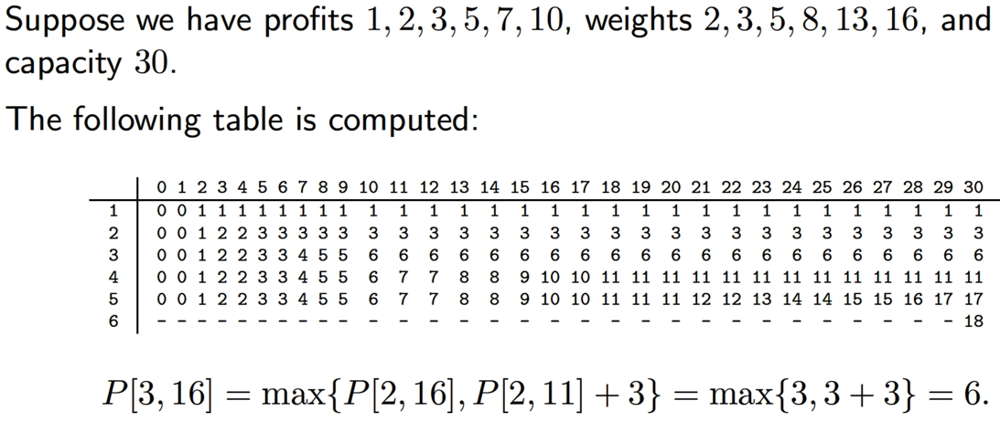 Suppose we have profits 1, 2, 3, 5, 7, 10, weights 2, 3, 5, 8, 13, 16, and
capacity 30.
The following table is computed:
0 1 2 3 4 5 6 7 8 9 10 11 12 13 14 15 16 17 18 19 20 21 22 23 24 25 26 27 28 29 30
1 0 0 1 1 1 1 1 1 1 1 1 1 1 1 1 1 1 1 1 1 1 1 1 1 1 1 1 1 1 1 1
2 0 0 1 2 2 3 3 3 3 3 3 3 3 3 3 3 3 3 3 3 3 3 3 3 3 3 3 3 3 3 3
3 0 0 1 2 2 3 3 4 5 5 6 6 6 6 6 6 6 6 6 6 6 6 6 6 6 6 6 6 6 6 6
4 0 0 1 2 2 3 3 4 5 5 6 7 7 8 8 9 10 10 11 11 11 11 11 11 11 11 11 11 11 11 11
5 0 0 1 2 2 3 3 4 5 5 6 7 7 8 8 9 10 10 11 11 11 12 12 13 14 14 15 15 16 17 17
6 - - - - - - - - - - - - - - - - - - - - - - - - - - - - - - 18
P[3, 16] = max{P[2, 16], P[2, 11] + 3} = max{3, 3 + 3} = 6.